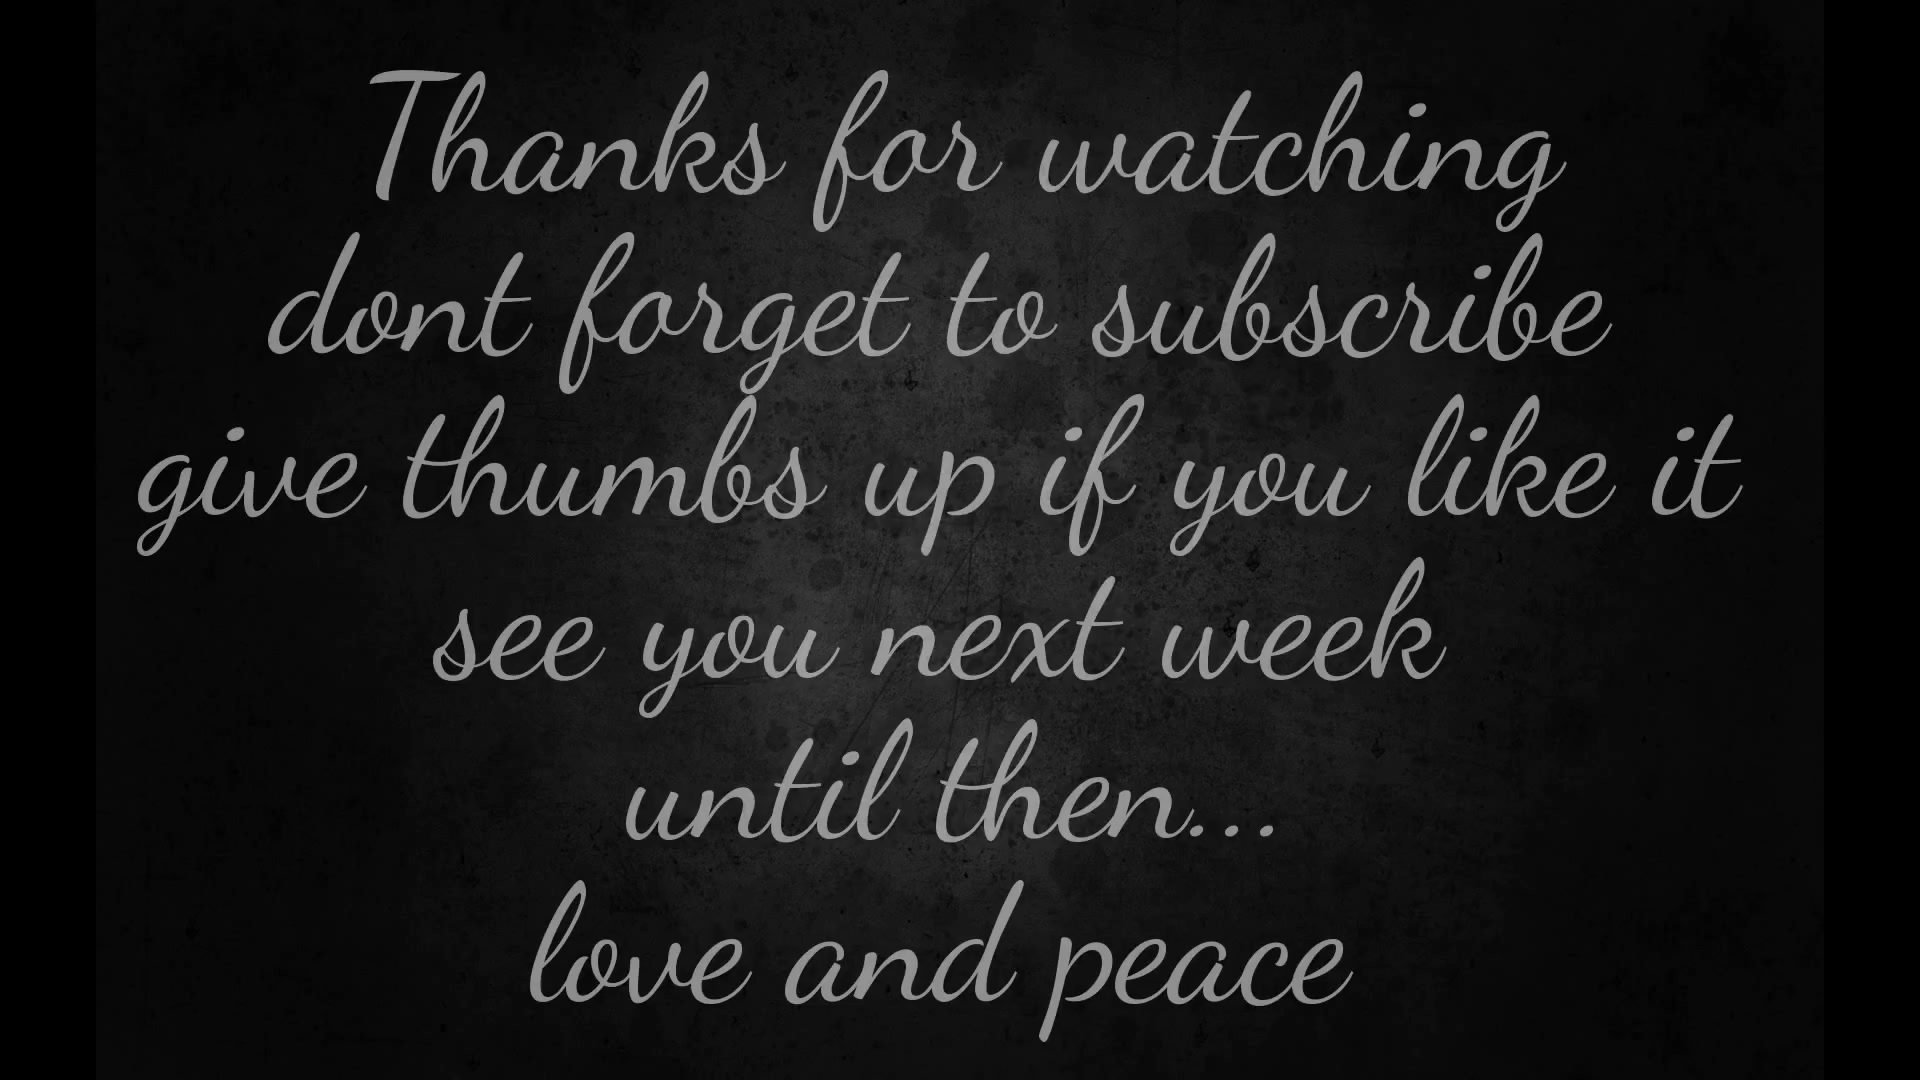 Thanks for watching
dont forget to subscribe
give thumbs up if you like it
see you next week
until then...
love and peace